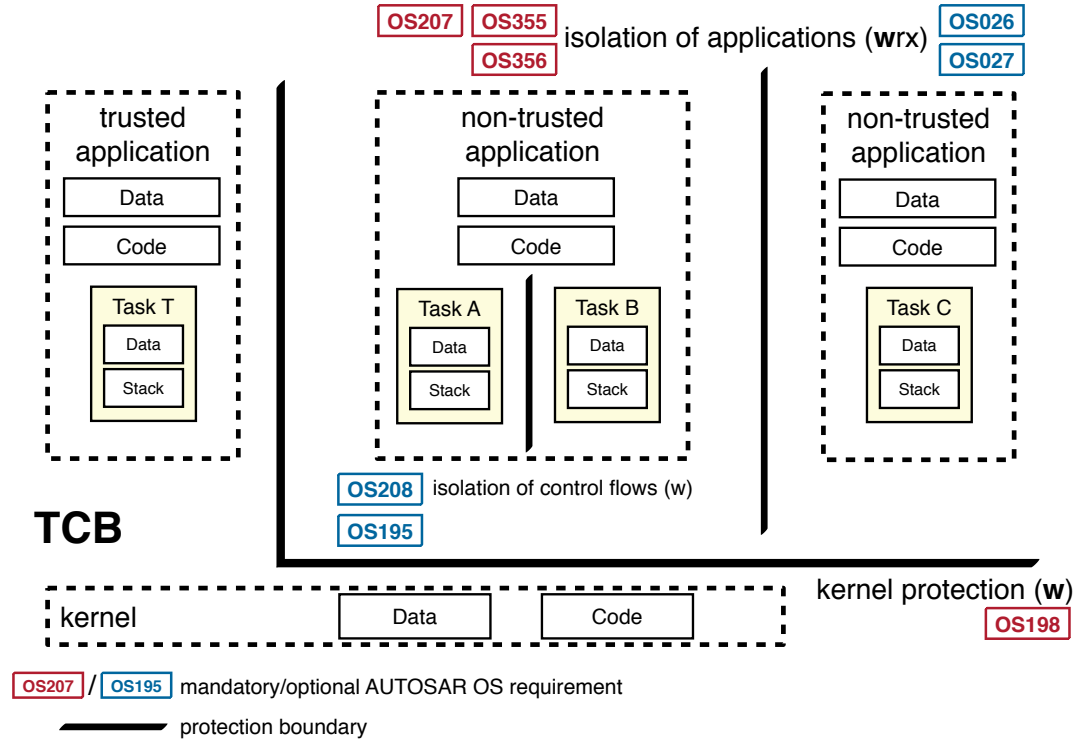 OS207 OS355 isolation of applications (wrx) OS026
OS356 OS027
trusted
application
Data
Code
Task T
Data
Stack
non-trusted
application
Data
Code
Task A
Data
Stack
Task B
Data
Stack
non-trusted
application
Data
Code
Task C
Data
Stack
OS208 isolation of control flows (w)
OS195
TCB
kernel protection (w)
OS198
kernel Data Code
OS207 / OS195 mandatory/optional AUTOSAR OS requirement
protection boundary